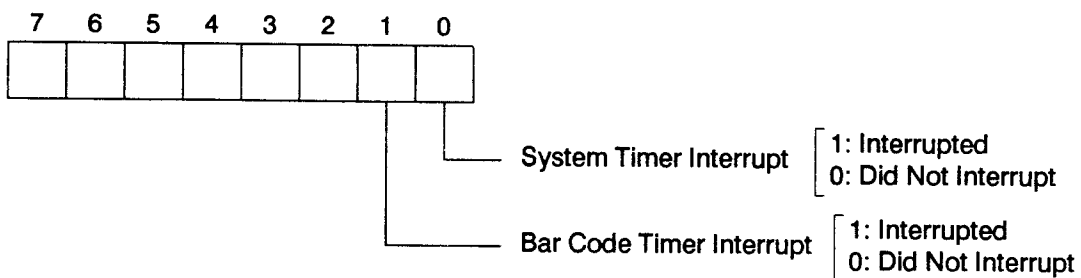 7 6 5 4 3 2 1 0
System Timer Interrupt 1: Interrupted
0: Did Not Interrupt
Bar Code Timer Interrupt 1: Interrupted
0: Did Not Interrupt